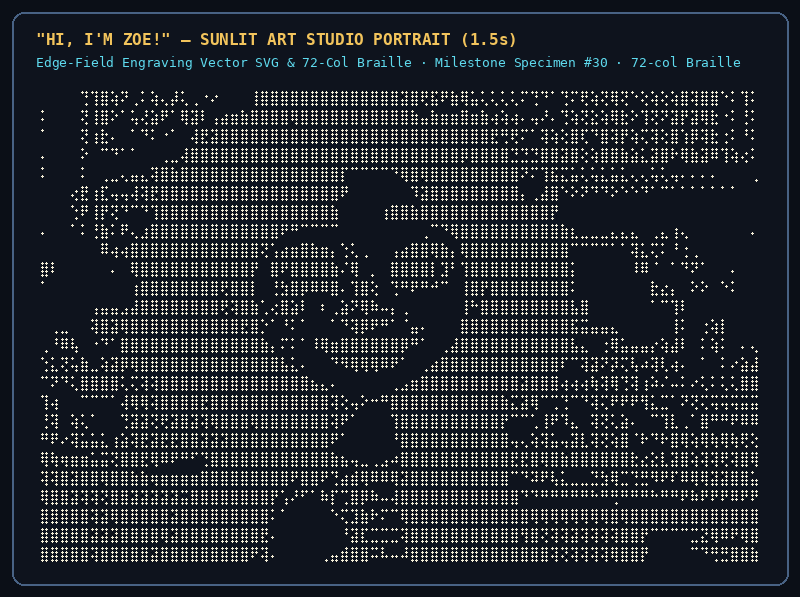 "HI, I'M ZOE!" — SUNLIT ART STUDIO PORTRAIT (1.5s)
Edge-Field Engraving Vector SVG & 72-Col Braille · Milestone Specimen #30 · 72-col Braille